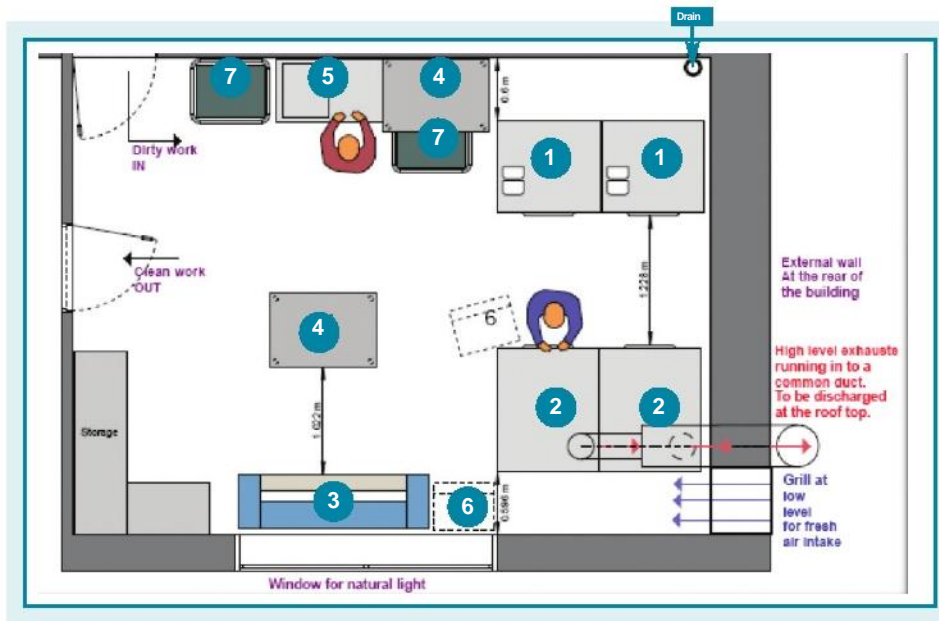 Drain
7
5
4
7
0.6 m
1
1
Dirty work
IN
Clean work
OUT
1.228 m
External wall
At the rear of
the building
6
4
High level exhausts
running in to a
common duct.
To be discharged
at the roof top.
2
2
1.022 m
Storage
3
6
0.596 m
Grill at
low
level
for fresh
air intake
Window for natural light